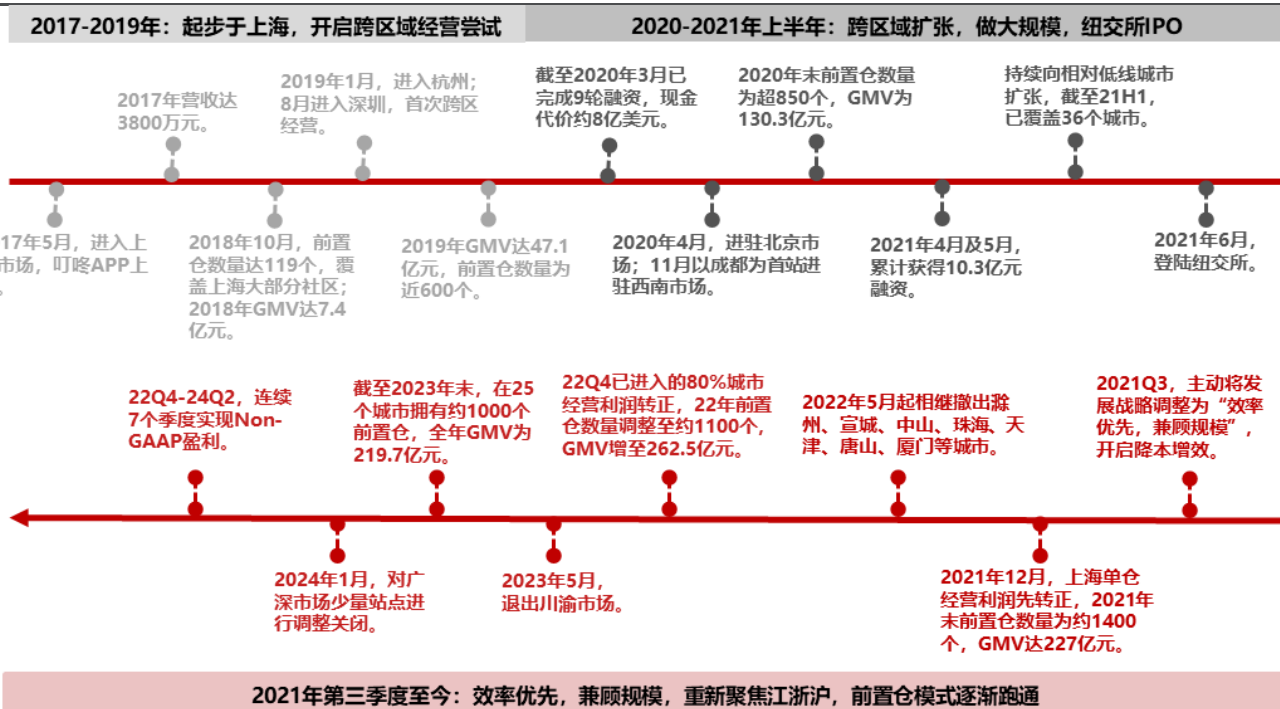 2017-2019年：起步于上海，开启跨区域经营尝试
2020-2021年上半年：跨区域扩张，做大规模，纽交所IPO
2017年营收达
3800万元。
2019年1月，进入杭州；
8月进入深圳，首次跨区
经营。
截至2020年3月已
完成9轮融资，现金
代价约8亿美元。
2020年末前置仓数量
为超850个，GMV为
130.3亿元。
持续向相对低线城市
扩张，截至21H1，
已覆盖36个城市。
17年5月，进入上
市场，叮咚APP上
。
2018年10月，前置
仓数量达119个，覆
盖上海大部分社区；
2018年GMV达7.4
亿元。
2019年GMV达47.1
亿元，前置仓数量为
近600个。
2020年4月，进驻北京市
场；11月以成都为首站进
驻西南市场。
2021年4月及5月，
累计获得10.3亿元
融资。
2021年6月，
登陆纽交所。
22Q4-24Q2，连续
7个季度实现Non-
GAAP盈利。
截至2023年末，在25
个城市拥有约1000个
前置仓，全年GMV为
219.7亿元。
22Q4已进入的80%城市
经营利润转正，22年前置
仓数量调整至约1100个，
GMV增至262.5亿元。
2022年5月起相继撤出滁
州、宣城、中山、珠海、天
津、唐山、厦门等城市。
2021Q3，主动将发
展战略调整为“效率
优先，兼顾规模”，
开启降本增效。
2024年1月，对广
深市场少量站点进
行调整关闭。
2023年5月，
退出川渝市场。
2021年12月，上海单仓
经营利润先转正，2021年
末前置仓数量为约1400
个，GMV达227亿元。
2021年第三季度至今：效率优先，兼顾规模，重新聚焦江浙沪，前置仓模式逐渐跑通